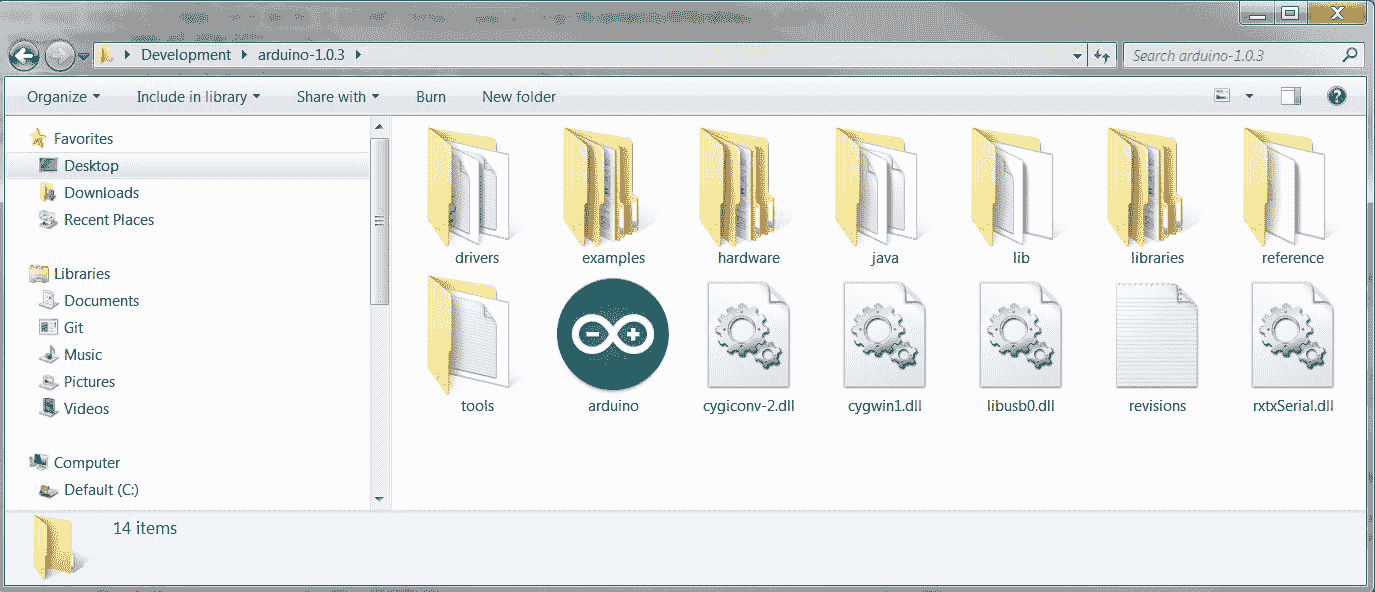 Development arduino-1.0.3 Search arduino-1.0.3
Organize Include in library Share with Burn New folder
Favorites
Desktop
Downloads
Recent Places
Libraries
Documents
Git
Music
Pictures
Videos
Computer
Default (C:)
drivers examples hardware java lib libraries reference
tools arduino cygiconv-2.dll cygwin1.dll libusb0.dll revisions rxtxSerial.dll
14 items